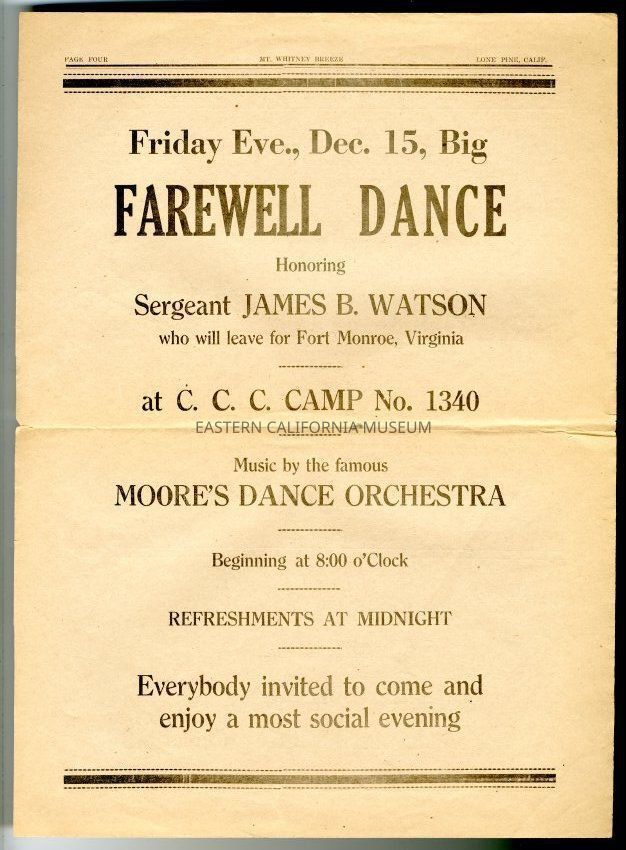 PAGE FOUR MT. WHITNEY BREEZE LONE PINE, CALIF.
Friday Eve., Dec. 15, Big
FAREWELL DANCE
Honoring
Sergeant JAMES B. WATSON
who will leave for Fort Monroe, Virginia
at C. C. C. CAMP No. 1340
EASTERN CALIFORNIA MUSEUM
Music by the famous
MOORE'S DANCE ORCHESTRA
Beginning at 8:00 o'Clock
REFRESHMENTS AT MIDNIGHT
Everybody invited to come and
enjoy a most social evening